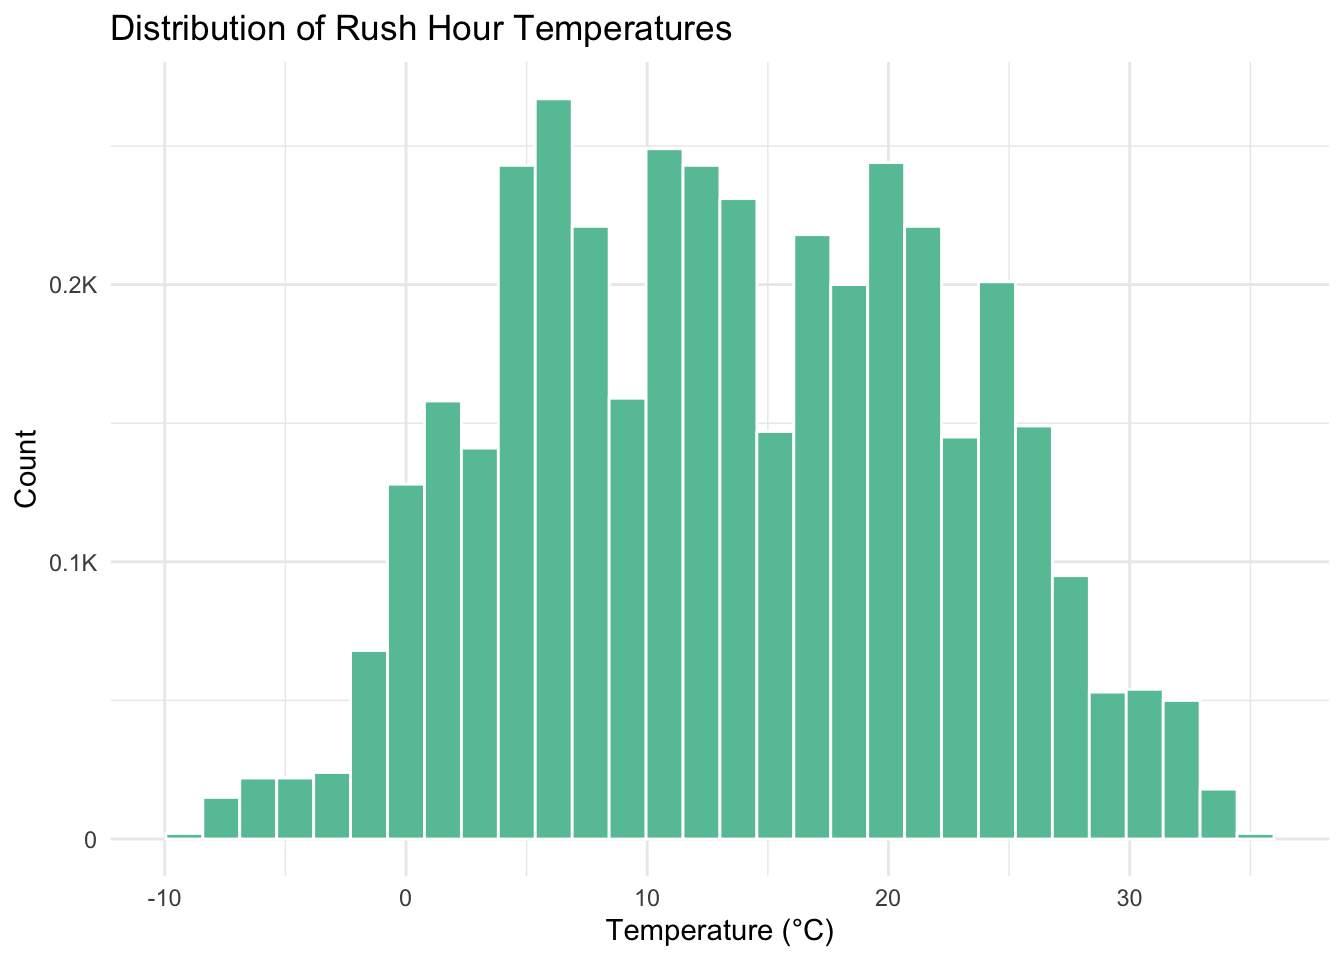 Distribution of Rush Hour Temperatures
Count
0.2K
0.1K
0
-10 0 10 20 30
Temperature (°C)